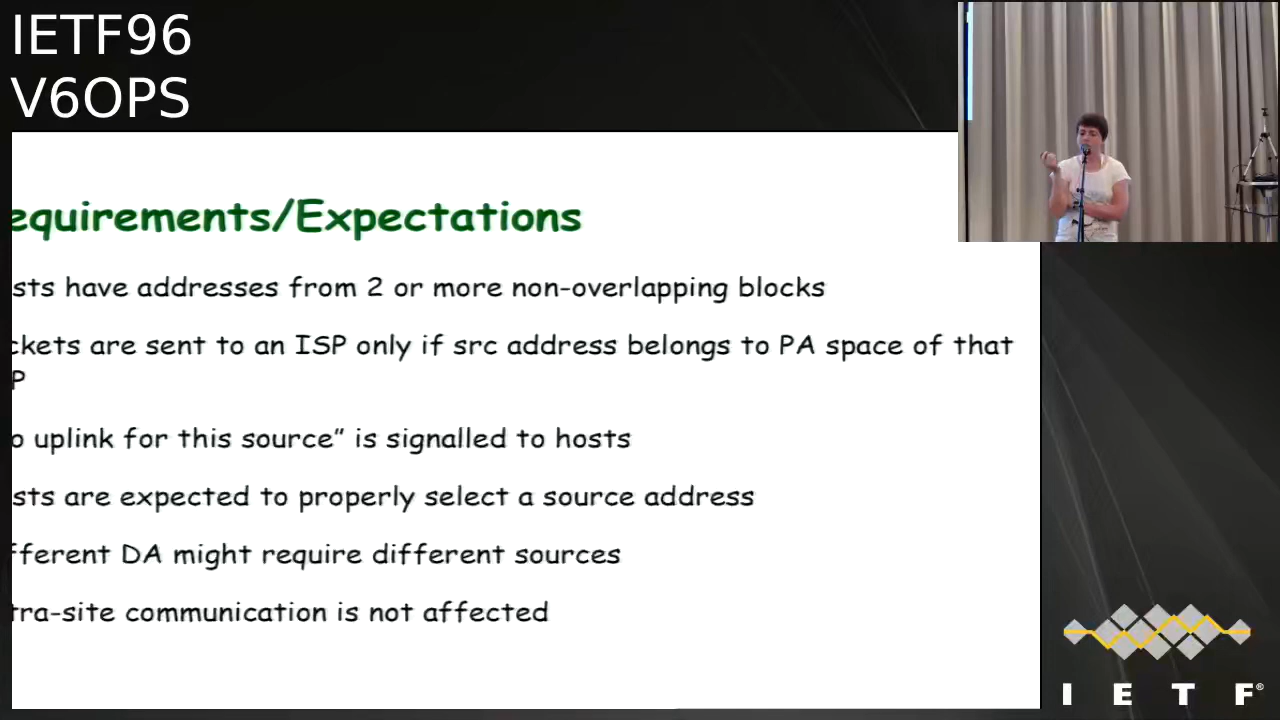 IETF96
V6OPS
equirements/Expectations
sts have addresses from 2 or more non-overlapping blocks
ckets are sent to an ISP only if src address belongs to PA space of that
P
o uplink for this source” is signalled to hosts
sts are expected to properly select a source address
fferent DA might require different sources
tra-site communication is not affected
I E T F®